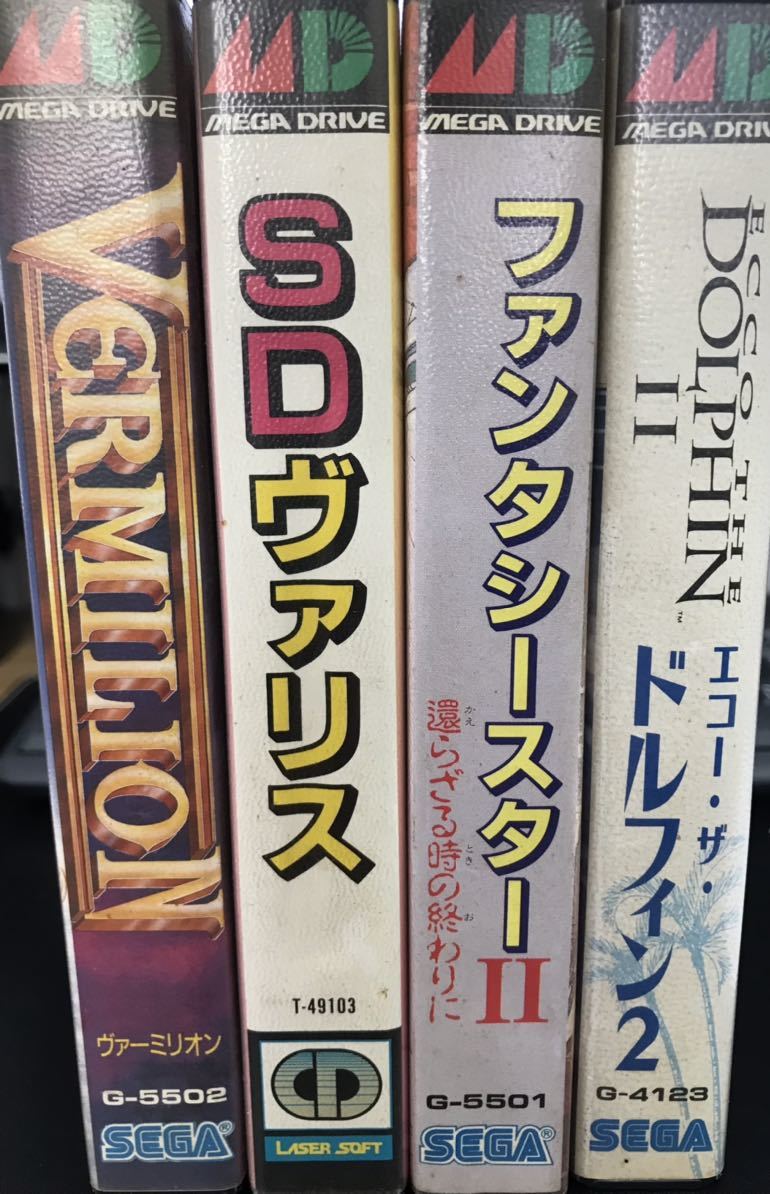 MEGA DRIVE
VERMILION
ヴァーミリオン
G-5502
SEGA®
MEGA DRIVE
SDヴァリス
T-49103
LASER SOFT
MEGA DRIVE
ファンタシースターII
還らざる時の終わりに
かえ
とき
お
G-5501
SEGA®
MEGA DRIV
ECCO THE
DOLPHIN™
II
エコー・ザ・
ドルフィン2
G-4123
SEGA